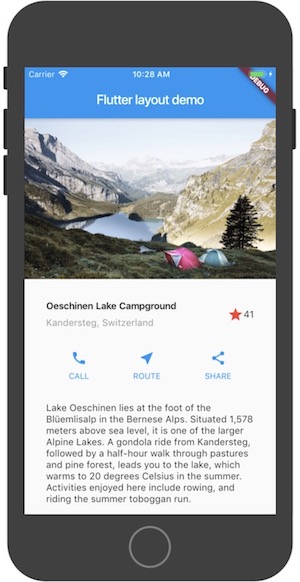 Carrier 10:28 AM
DEBUG
Flutter layout demo
Oeschinen Lake Campground
Kandersteg, Switzerland
41
CALL ROUTE SHARE
Lake Oeschinen lies at the foot of the
Blüemlisalp in the Bernese Alps. Situated 1,578
meters above sea level, it is one of the larger
Alpine Lakes. A gondola ride from Kandersteg,
followed by a half-hour walk through pastures
and pine forest, leads you to the lake, which
warms to 20 degrees Celsius in the summer.
Activities enjoyed here include rowing, and
riding the summer toboggan run.